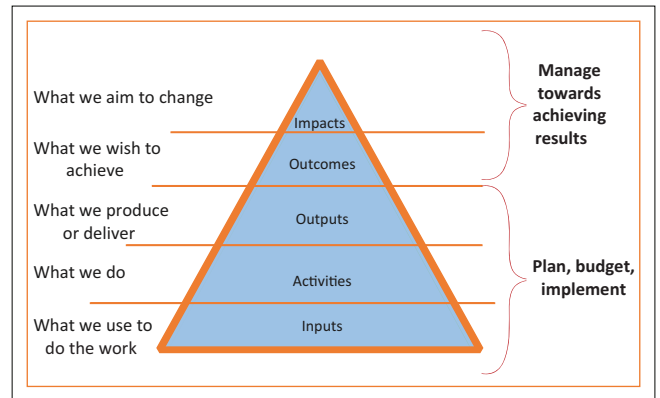 What we aim to change
What we wish to
achieve
What we produce
or deliver
What we do
What we use to
do the work
Impacts
Outcomes
Outputs
Activities
Inputs
Manage
towards
achieving
results
Plan, budget,
implement